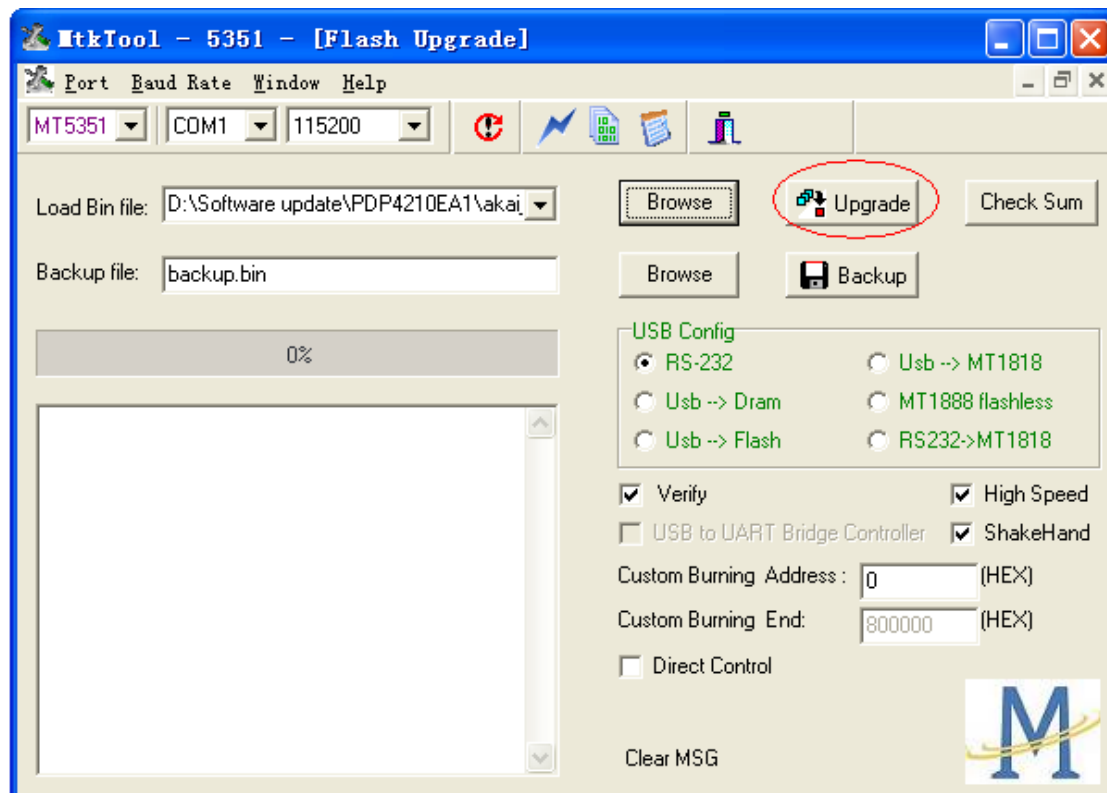 MtkTool - 5351 - [Flash Upgrade]
Port Baud Rate Window Help
MT5351 COM1 115200
Load Bin file: D:\Software update\PDP4210EA1\akai_ Browse Upgrade Check Sum
Backup file: backup.bin Browse Backup
0%
USB Config
RS-232 Usb --> MT1818
Usb --> Dram MT1888 flashless
Usb --> Flash RS232->MT1818
Verify High Speed
USB to UART Bridge Controller ShakeHand
Custom Burning Address : 0 (HEX)
Custom Burning End: 800000 (HEX)
Direct Control
Clear MSG
M